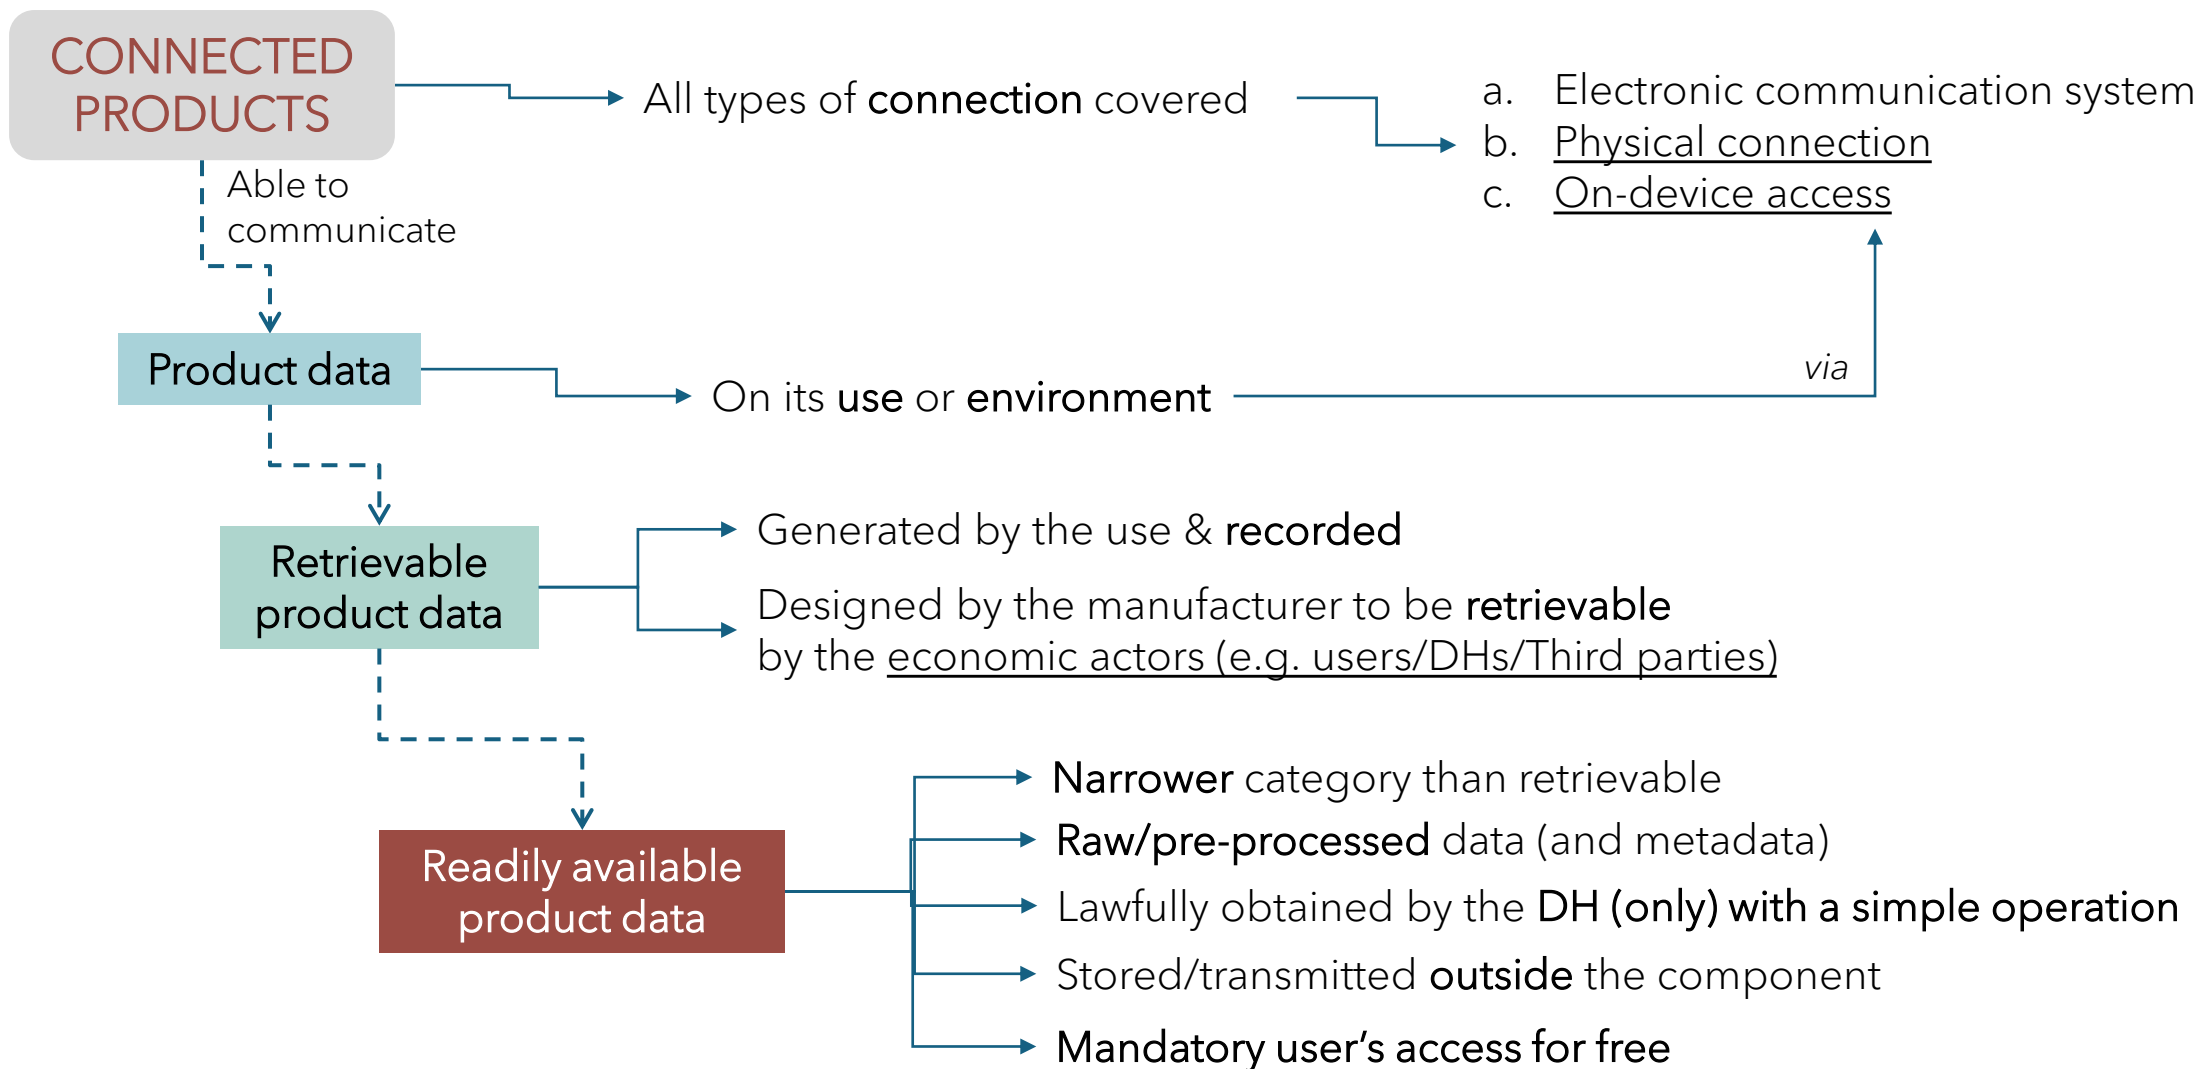 CONNECTED
PRODUCTS
All types of connection covered
a. Electronic communication system
b. Physical connection
c. On-device access
Able to
communicate
Product data
On its use or environment
via
Retrievable
product data
Generated by the use & recorded
Designed by the manufacturer to be retrievable
by the economic actors (e.g. users/DHs/Third parties)
Readily available
product data
Narrower category than retrievable
Raw/pre-processed data (and metadata)
Lawfully obtained by the DH (only) with a simple operation
Stored/transmitted outside the component
Mandatory user’s access for free